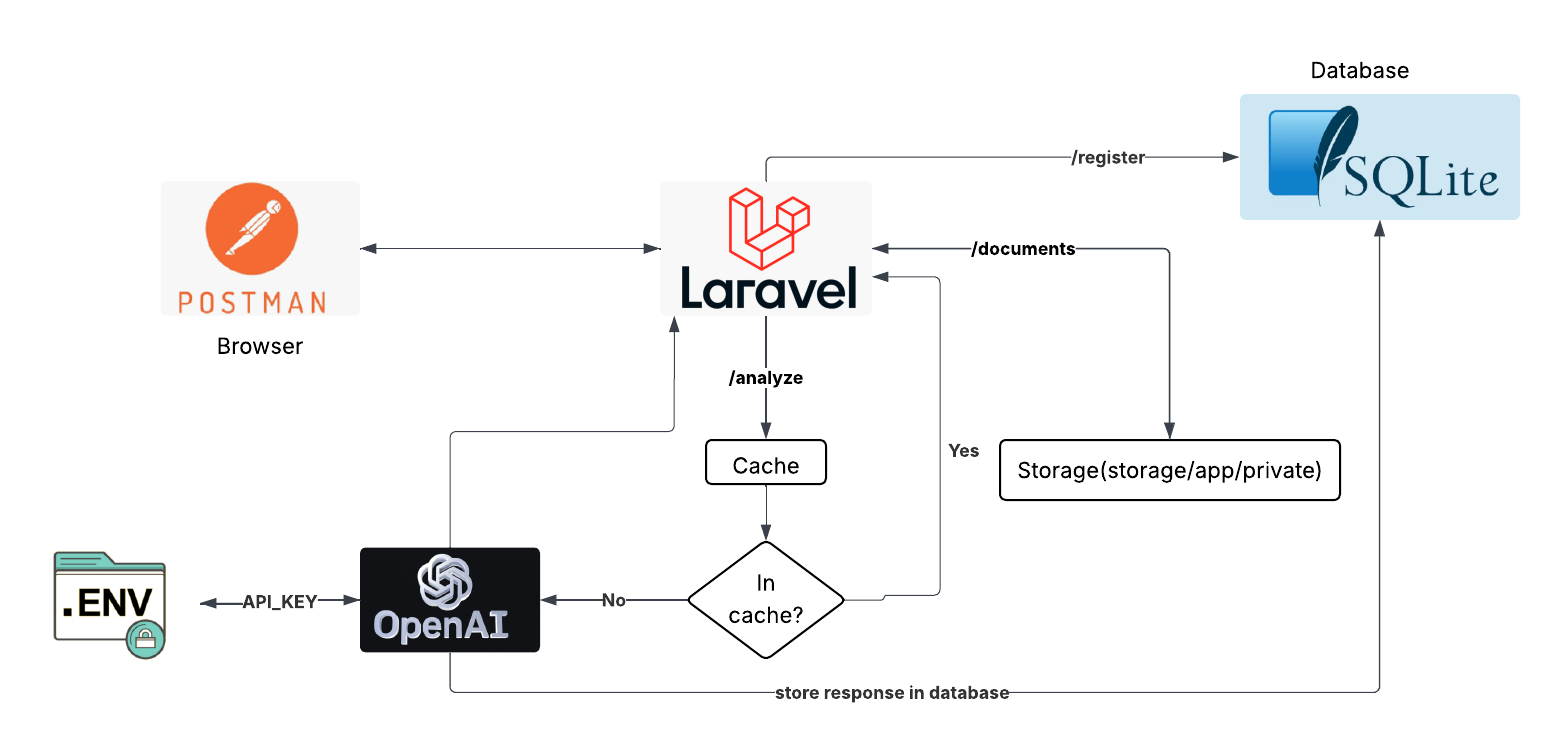 Database
/register
SQLite
POSTMAN
Browser
Laravel
/documents
/analyze
Cache
Yes
Storage(storage/app/private)
In
cache?
No
OpenAI
API_KEY
.ENV
store response in database